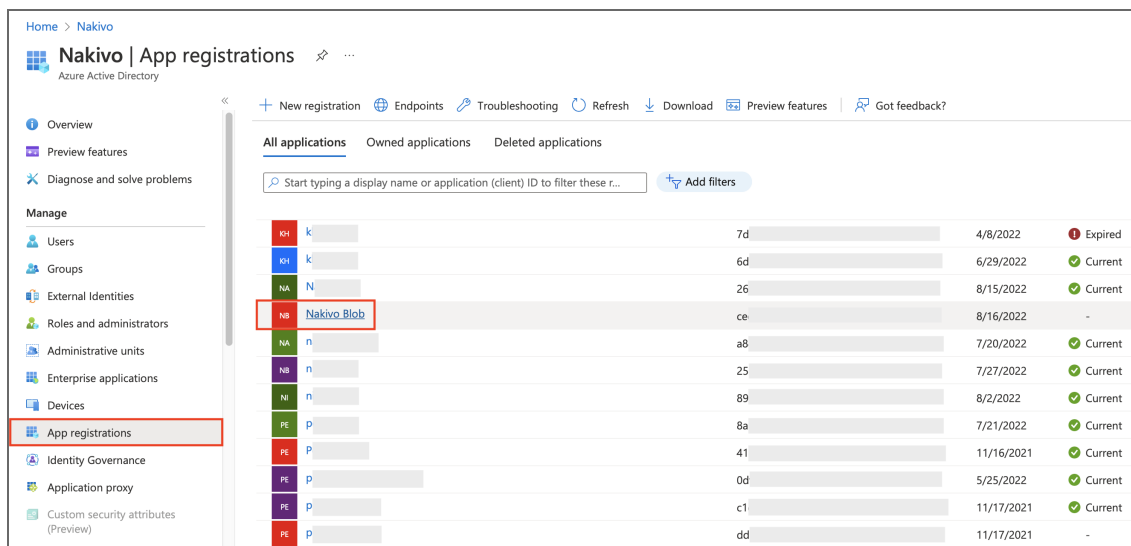 Home > Nakivo
Nakivo | App registrations ...
Azure Active Directory
«
Overview
Preview features
Diagnose and solve problems
Manage
Users
Groups
External Identities
Roles and administrators
Administrative units
Enterprise applications
Devices
App registrations
Identity Governance
Application proxy
Custom security attributes
(Preview)
New registration Endpoints Troubleshooting Refresh Download Preview features Got feedback?
All applications Owned applications Deleted applications
Start typing a display name or application (client) ID to filter these r... Add filters
KH k 7d 4/8/2022 Expired
KH k 6d 6/29/2022 Current
NA N 26 8/15/2022 Current
NB Nakivo Blob ce 8/16/2022 -
NA n a8 7/20/2022 Current
NB n 25 7/27/2022 Current
NI n 89 8/2/2022 Current
PE p 8a 7/21/2022 Current
PE P 41 11/16/2021 Current
PE p 0d 5/25/2022 Current
PE p c1 11/17/2021 Current
PE p dd 11/17/2021 -